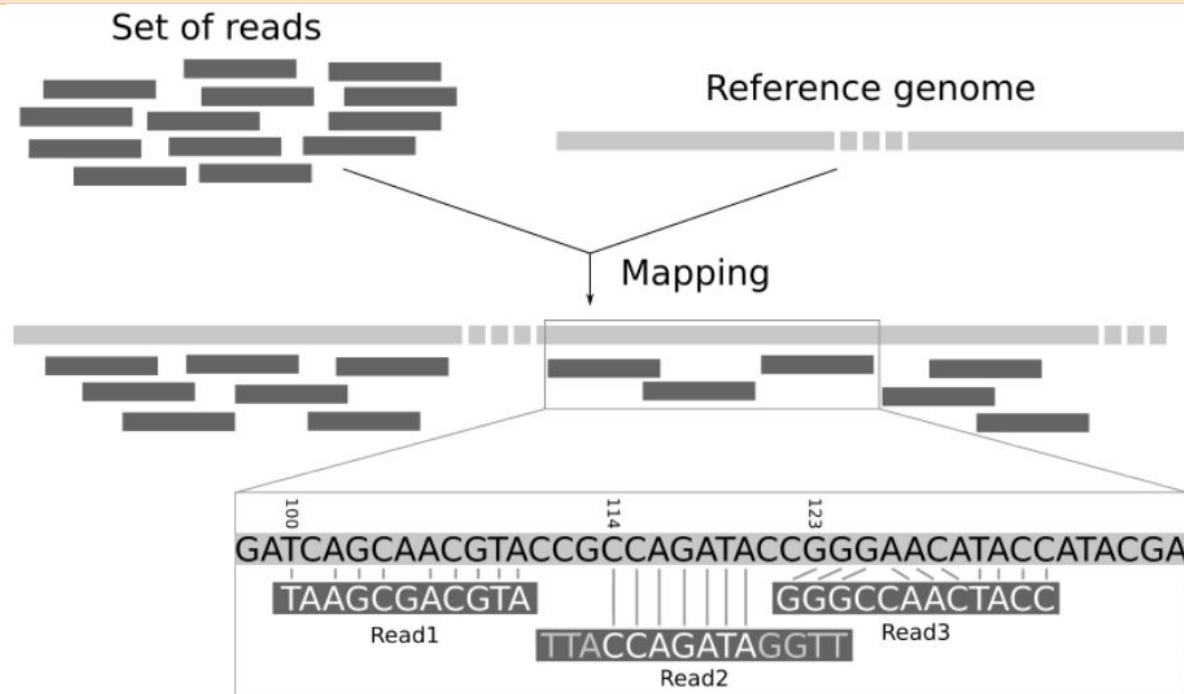 Set of reads
Reference genome
Mapping
100
114
123
GATCAGCAACGTACCGCCAGATACCGGGAACATACCATACGA
TAAGCGACGTA
GGGCCAACTACC
Read1
Read3
TTACCAGATAGGTT
Read2